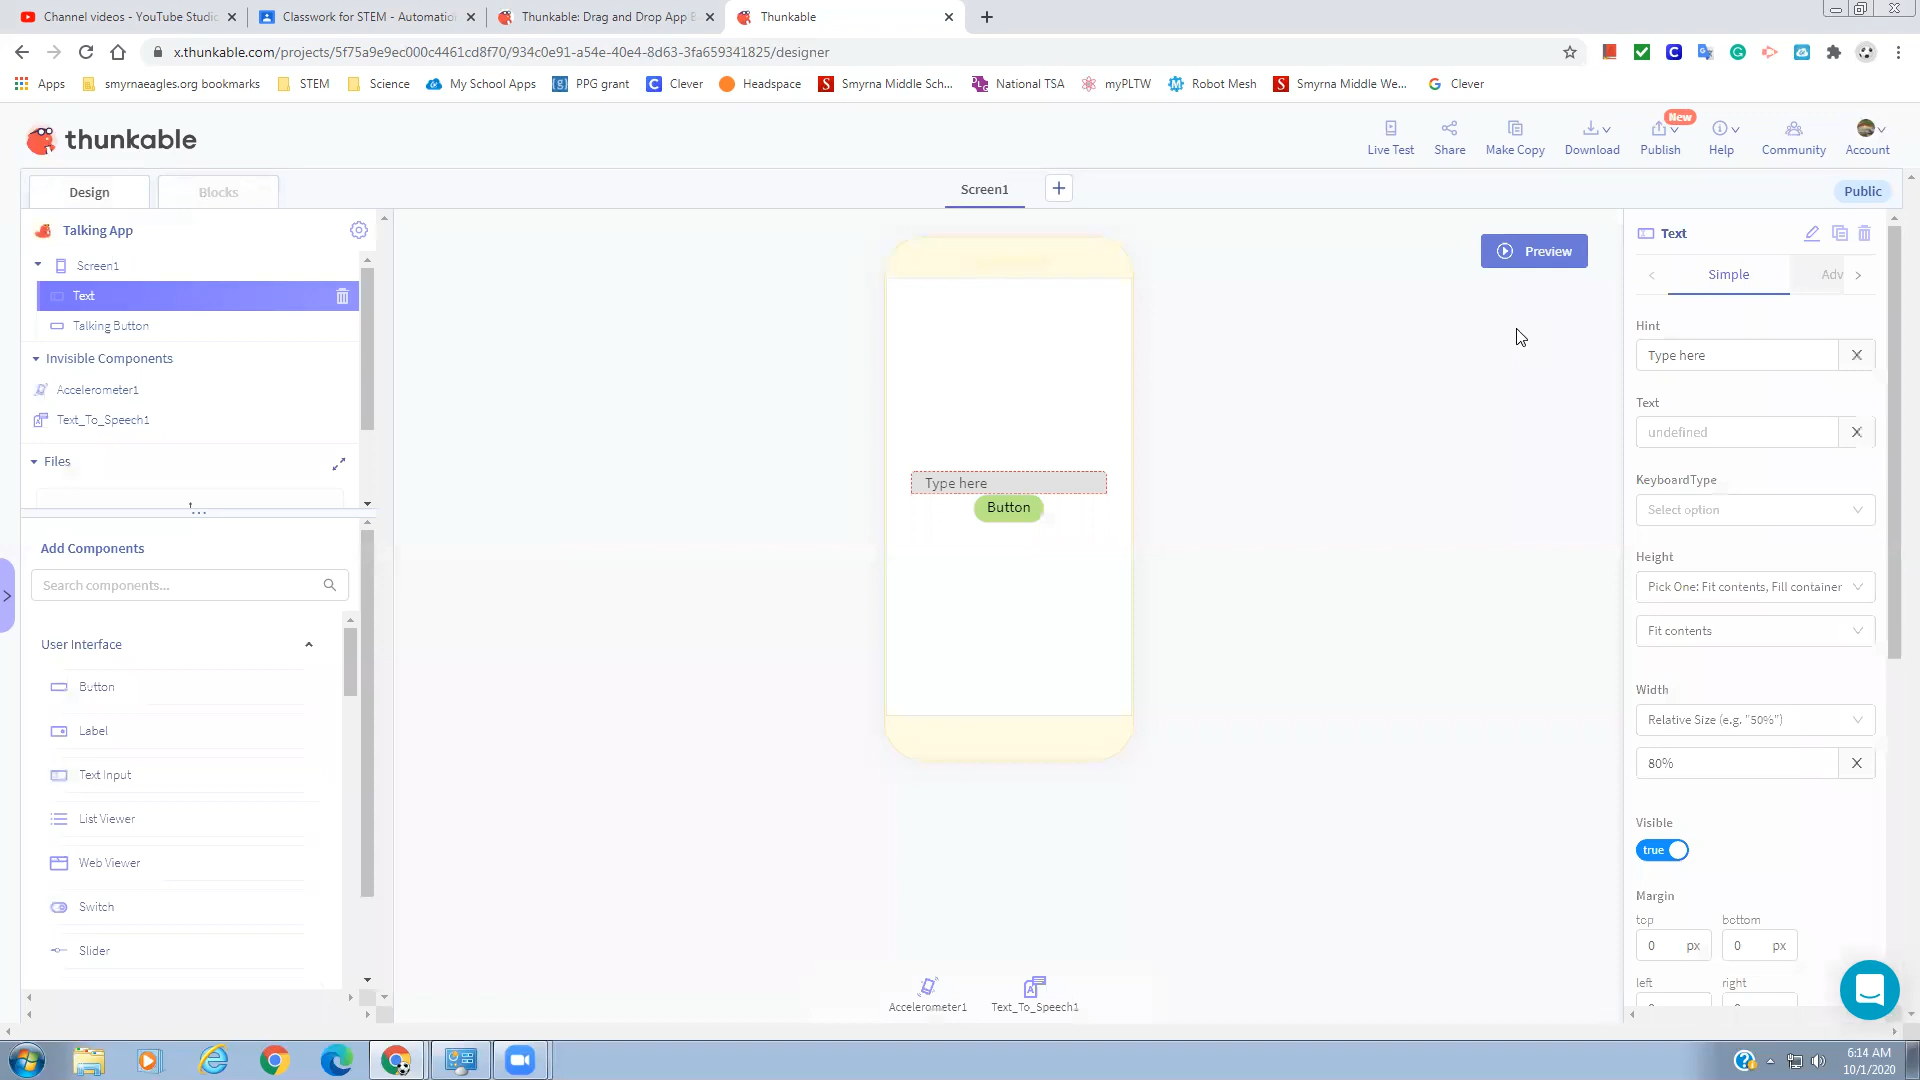 Channel videos - YouTube Studio
Classwork for STEM - Automation
Thunkable: Drag and Drop App B
Thunkable
x.thunkable.com/projects/5f75a9e9ec000c4461cd8f70/934c0e91-a54e-40e4-8d63-3fa659341825/designer
Apps smyrnaeagles.org bookmarks STEM Science My School Apps PPG grant Clever Headspace Smyrna Middle Sch... National TSA myPLTW Robot Mesh Smyrna Middle We... Clever
thunkable
New
Live Test Share Make Copy Download Publish Help Community Account
Design Blocks
Screen1
Public
Talking App
Screen1
Text
Talking Button
Invisible Components
Accelerometer1
Text_To_Speech1
Files
Add Components
Search components...
User Interface
Button
Label
Text Input
List Viewer
Web Viewer
Switch
Slider
Preview
Type here
Button
Accelerometer1 Text_To_Speech1
Text
Simple Adv
Hint
Type here
Text
undefined
KeyboardType
Select option
Height
Pick One: Fit contents, Fill container
Fit contents
Width
Relative Size (e.g. "50%")
80%
Visible
true
Margin
top bottom
0 px 0 px
left right
6:14 AM
10/1/2020